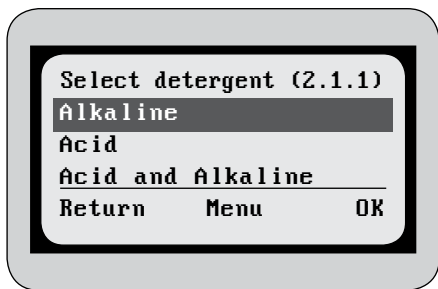 Select detergent (2.1.1)
Alkaline
Acid
Acid and Alkaline
Return Menu OK